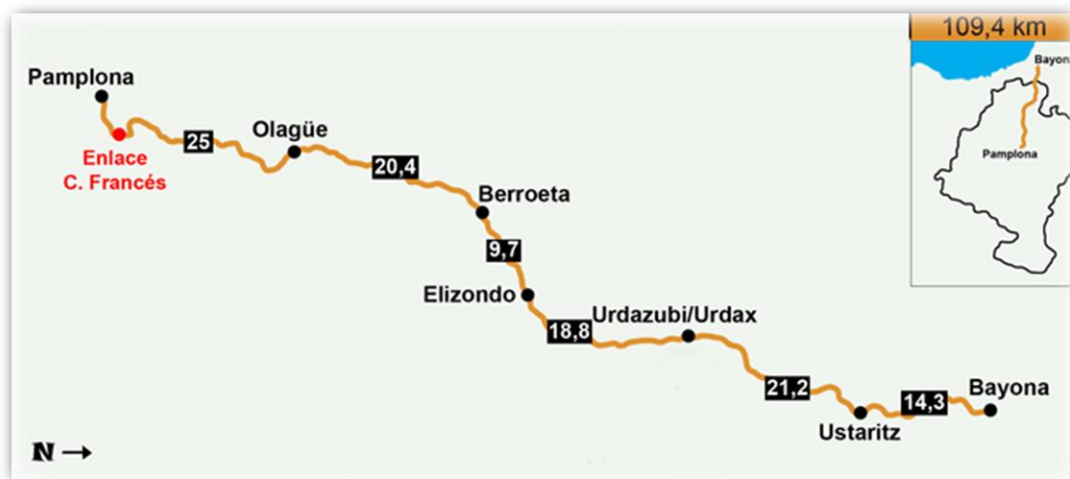 109,4 km
Bayon
Pamplona
Pamplona
Enlace
C. Francés
25
Olagüe
20,4
Berroeta
9,7
Elizondo
18,8
Urdazubi/Urdax
21,2
Ustaritz
14,3
Bayona
N